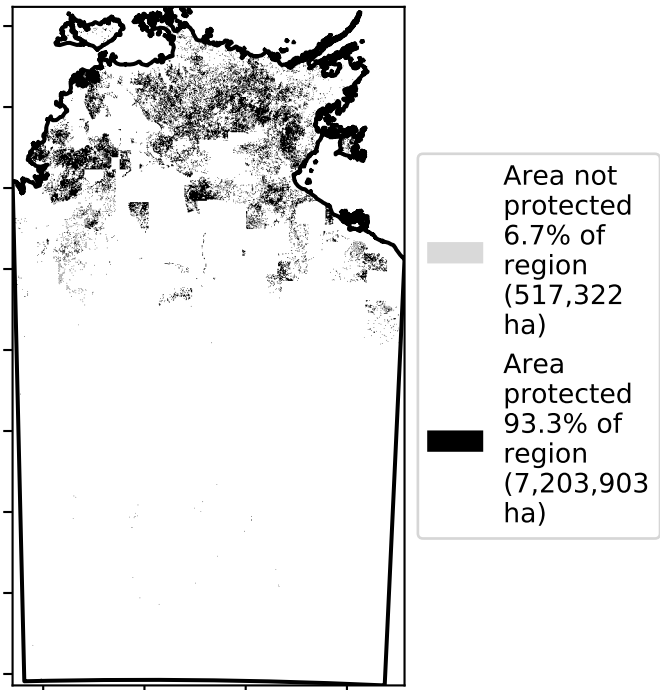 Area not
protected
6.7% of
region
(517,322
ha)
Area
protected
93.3% of
region
(7,203,903
ha)